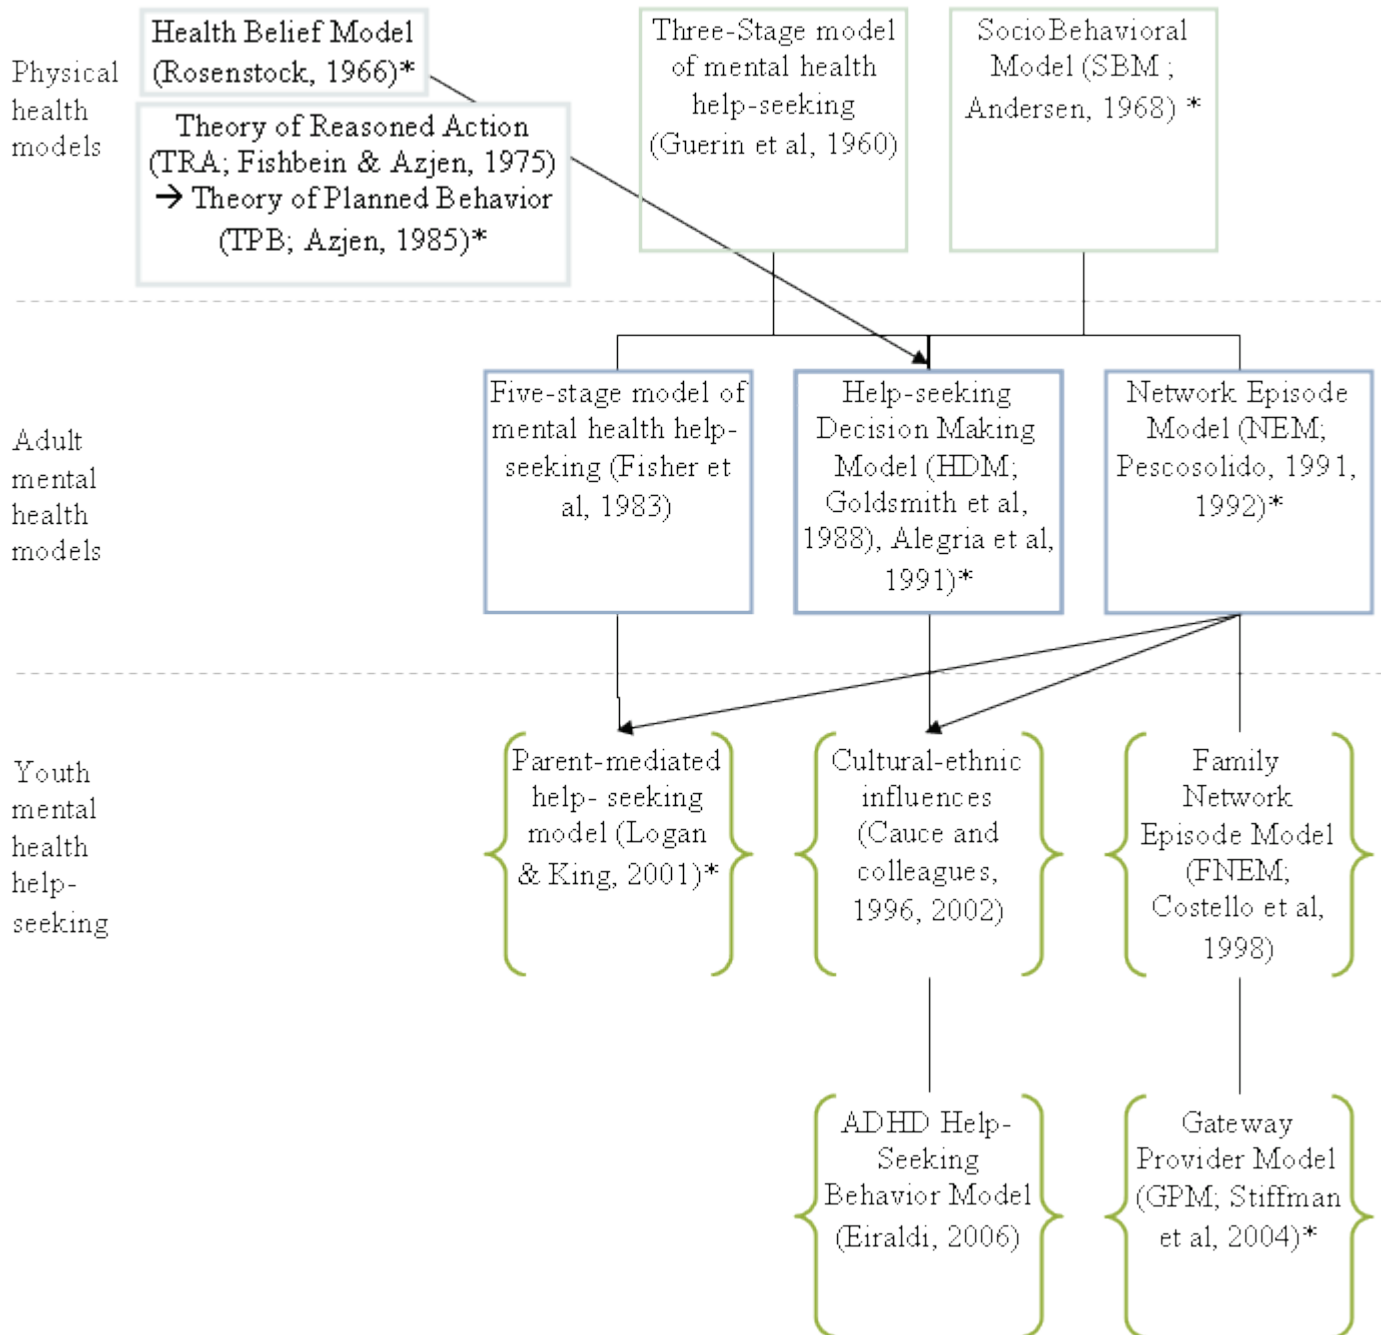 Physical
health
models
Health Belief Model
(Rosenstock, 1966)*
Theory of Reasoned Action
(TRA; Fishbein & Azjen, 1975)
→ Theory of Planned Behavior
(TPB; Azjen, 1985)*
Three-Stage model
of mental health
help-seeking
(Guerin et al, 1960)
SocioBehavioral
Model (SBM ;
Andersen, 1968) *
Adult
mental
health
models
Five-stage model of
mental health help-
seeking (Fisher et
al, 1983)
Help-seeking
Decision Making
Model (HDM;
Goldsmith et al,
1988), Alegria et al,
1991)*
Network Episode
Model (NEM;
Pescosolido, 1991,
1992)*
Youth
mental
health
help-
seeking
Parent-mediated
help- seeking
model (Logan
& King, 2001)*
Cultural-ethnic
influences
(Cauce and
colleagues,
1996, 2002)
Family
Network
Episode Model
(FNEM;
Costello et al,
1998)
ADHD Help-
Seeking
Behavior Model
(Eiraldi, 2006)
Gateway
Provider Model
(GPM; Stiffman
et al, 2004)*